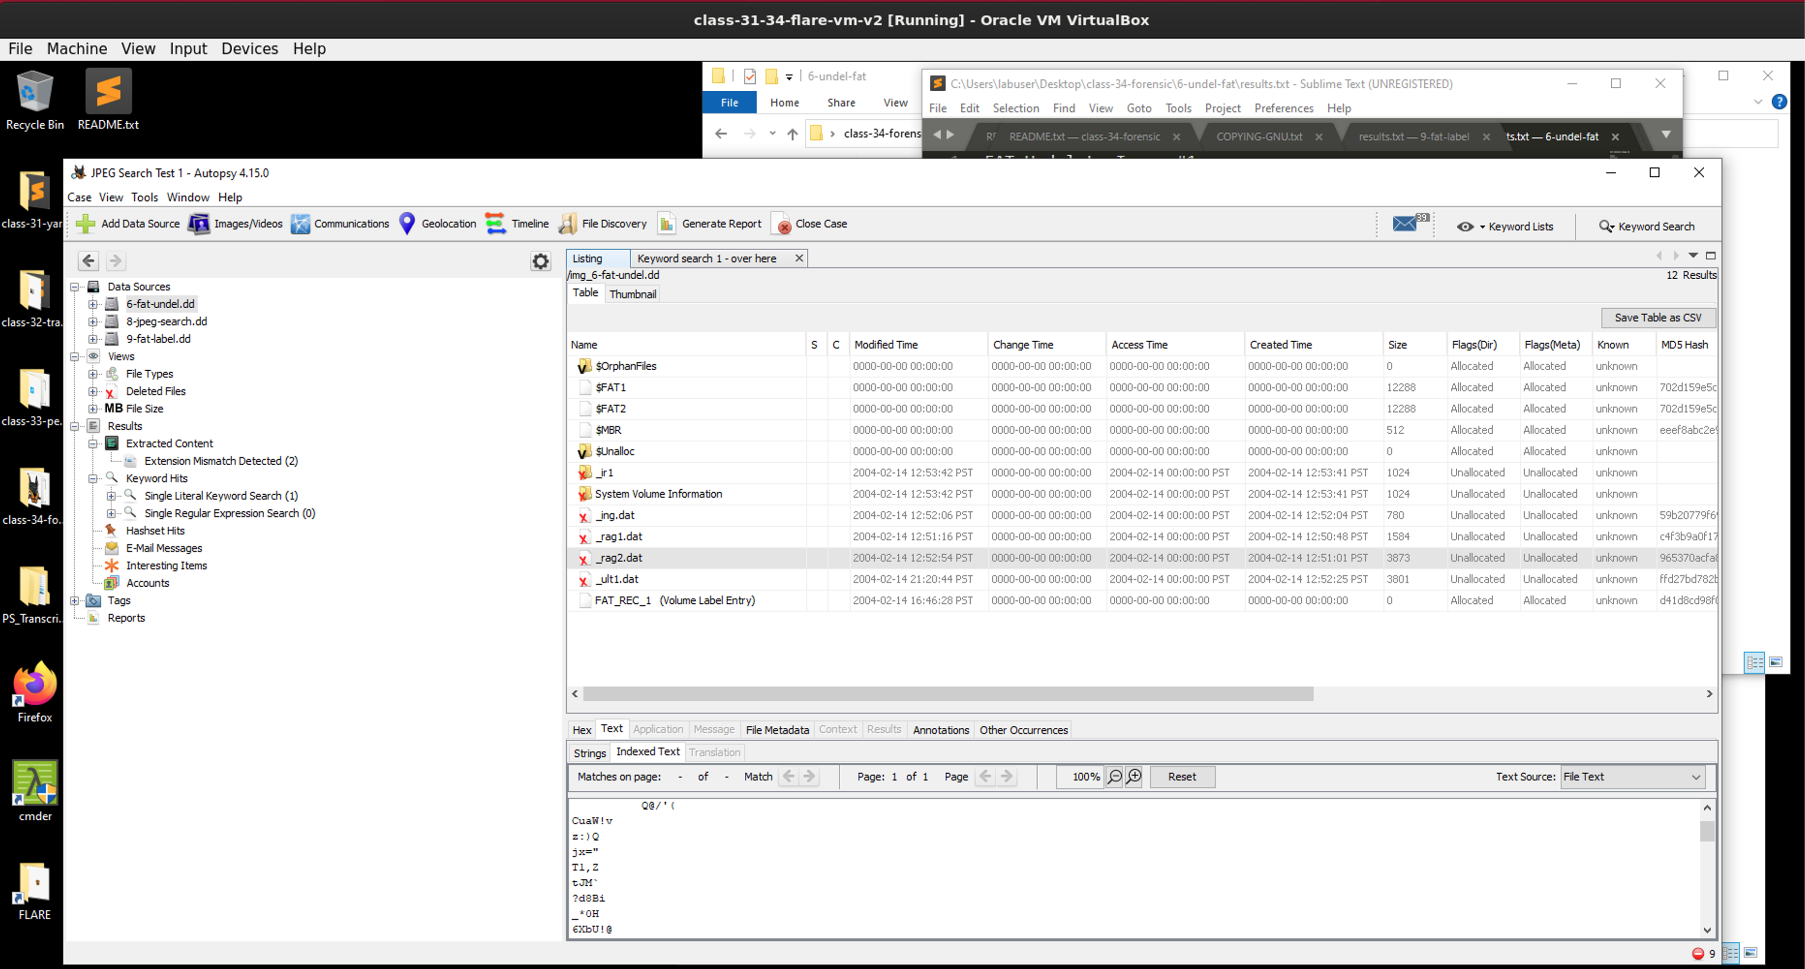 class-31-34-flare-vm-v2 [Running] - Oracle VM VirtualBox
File Machine View Input Devices Help
Recycle Bin
README.txt
class-31-yar
class-32-tra...
class-33-pe...
class-34-fo...
PS_Transcri...
Firefox
cmder
FLARE
6-undel-fat
File Home Share View
class-34-forens
C:\Users\labuser\Desktop\class-34-forensic\6-undel-fat\results.txt - Sublime Text (UNREGISTERED)
File Edit Selection Find View Goto Tools Project Preferences Help
README.txt — class-34-forensic
COPYING-GNU.txt
results.txt — 9-fat-label
ts.txt — 6-undel-fat
JPEG Search Test 1 - Autopsy 4.15.0
Case View Tools Window Help
Add Data Source Images/Videos Communications Geolocation Timeline File Discovery Generate Report Close Case 39 Keyword Lists Keyword Search
Data Sources
6-fat-undel.dd
8-jpeg-search.dd
9-fat-label.dd
Views
File Types
Deleted Files
MB File Size
Results
Extracted Content
Extension Mismatch Detected (2)
Keyword Hits
Single Literal Keyword Search (1)
Single Regular Expression Search (0)
Hashset Hits
E-Mail Messages
Interesting Items
Accounts
Tags
Reports
Listing Keyword search 1 - over here
/img_6-fat-undel.dd 12 Results
Table Thumbnail
Save Table as CSV
Name S C Modified Time Change Time Access Time Created Time Size Flags(Dir) Flags(Meta) Known MD5 Hash
$OrphanFiles 0000-00-00 00:00:00 0000-00-00 00:00:00 0000-00-00 00:00:00 0000-00-00 00:00:00 0 Allocated Allocated unknown
$FAT1 0000-00-00 00:00:00 0000-00-00 00:00:00 0000-00-00 00:00:00 0000-00-00 00:00:00 12288 Allocated Allocated unknown 702d159e5c
$FAT2 0000-00-00 00:00:00 0000-00-00 00:00:00 0000-00-00 00:00:00 0000-00-00 00:00:00 12288 Allocated Allocated unknown 702d159e5c
$MBR 0000-00-00 00:00:00 0000-00-00 00:00:00 0000-00-00 00:00:00 0000-00-00 00:00:00 512 Allocated Allocated unknown eeef8abc2e9
$Unalloc 0000-00-00 00:00:00 0000-00-00 00:00:00 0000-00-00 00:00:00 0000-00-00 00:00:00 0 Allocated Allocated unknown
_ir1 2004-02-14 12:53:42 PST 0000-00-00 00:00:00 2004-02-14 00:00:00 PST 2004-02-14 12:53:41 PST 1024 Unallocated Unallocated unknown
System Volume Information 2004-02-14 12:53:42 PST 0000-00-00 00:00:00 2004-02-14 00:00:00 PST 2004-02-14 12:53:41 PST 1024 Unallocated Unallocated unknown
_ing.dat 2004-02-14 12:52:06 PST 0000-00-00 00:00:00 2004-02-14 00:00:00 PST 2004-02-14 12:52:04 PST 780 Unallocated Unallocated unknown 59b20779f69
_rag1.dat 2004-02-14 12:51:16 PST 0000-00-00 00:00:00 2004-02-14 00:00:00 PST 2004-02-14 12:50:48 PST 1584 Unallocated Unallocated unknown c4f3b9a0f17
_rag2.dat 2004-02-14 12:52:54 PST 0000-00-00 00:00:00 2004-02-14 00:00:00 PST 2004-02-14 12:51:01 PST 3873 Unallocated Unallocated unknown 965370acfa8
_ult1.dat 2004-02-14 21:20:44 PST 0000-00-00 00:00:00 2004-02-14 00:00:00 PST 2004-02-14 12:52:25 PST 3801 Unallocated Unallocated unknown ffd27bd782b
FAT_REC_1 (Volume Label Entry) 2004-02-14 16:46:28 PST 0000-00-00 00:00:00 0000-00-00 00:00:00 0000-00-00 00:00:00 0 Allocated Allocated unknown d41d8cd98f0
Hex Text Application Message File Metadata Context Results Annotations Other Occurrences
Strings Indexed Text Translation
Matches on page: - of - Match Page: 1 of 1 Page 100% Reset Text Source: File Text
Q@/'(
CuaW!v
z:)Q
jx="
T1,Z
tJM`
?d8Bi
_*0H
6XbU!@
9